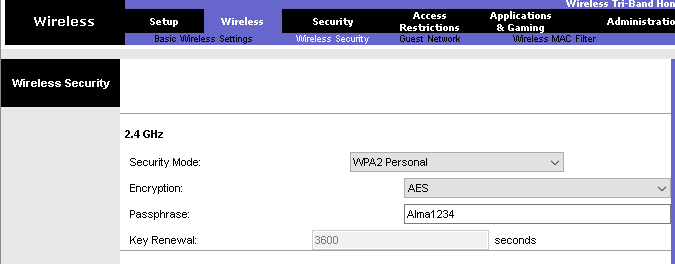 Wireless Tri-Band Hom
Wireless
Setup Wireless Security Access Restrictions Applications & Gaming Administratio
Basic Wireless Settings Wireless Security Guest Network Wireless MAC Filter
Wireless Security
2.4 GHz
Security Mode: WPA2 Personal
Encryption: AES
Passphrase: Alma1234
Key Renewal: 3600 seconds